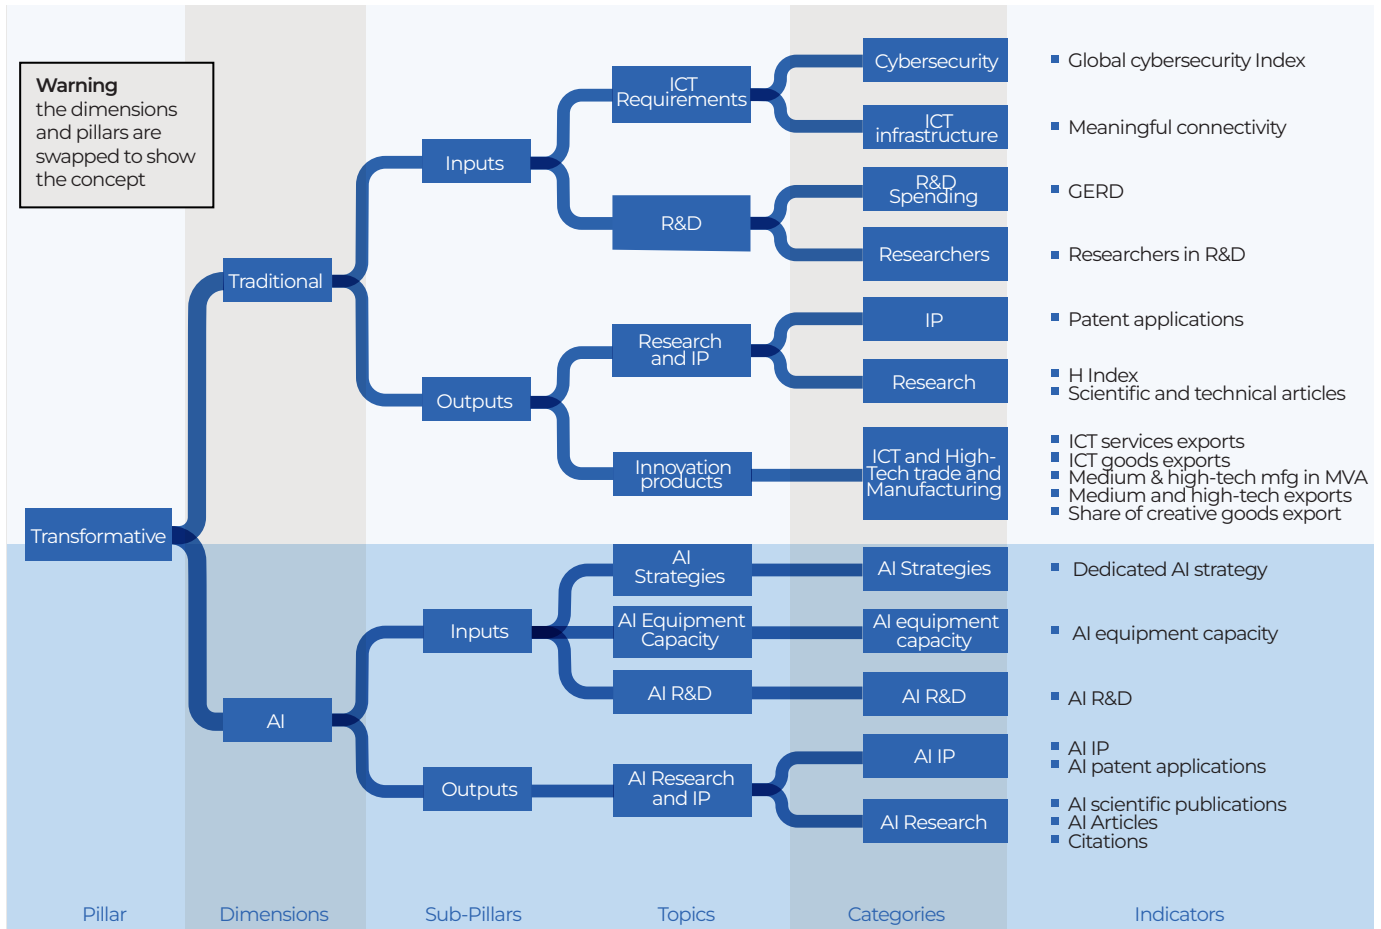 Warning
the dimensions
and pillars are
swapped to show
the concept
Transformative
Traditional
AI
Inputs
Outputs
Inputs
Outputs
ICT
Requirements
R&D
Research
and IP
Innovation
products
AI
Strategies
AI Equipment
Capacity
AI R&D
AI Research
and IP
Cybersecurity
ICT
infrastructure
R&D
Spending
Researchers
IP
Research
ICT and High-
Tech trade and
Manufacturing
AI Strategies
AI equipment
capacity
AI R&D
AI IP
AI Research
Global cybersecurity Index
Meaningful connectivity
GERD
Researchers in R&D
Patent applications
H Index
Scientific and technical articles
ICT services exports
ICT goods exports
Medium & high-tech mfg in MVA
Medium and high-tech exports
Share of creative goods export
Dedicated AI strategy
AI equipment capacity
AI R&D
AI IP
AI patent applications
AI scientific publications
AI Articles
Citations
Pillar
Dimensions
Sub-Pillars
Topics
Categories
Indicators